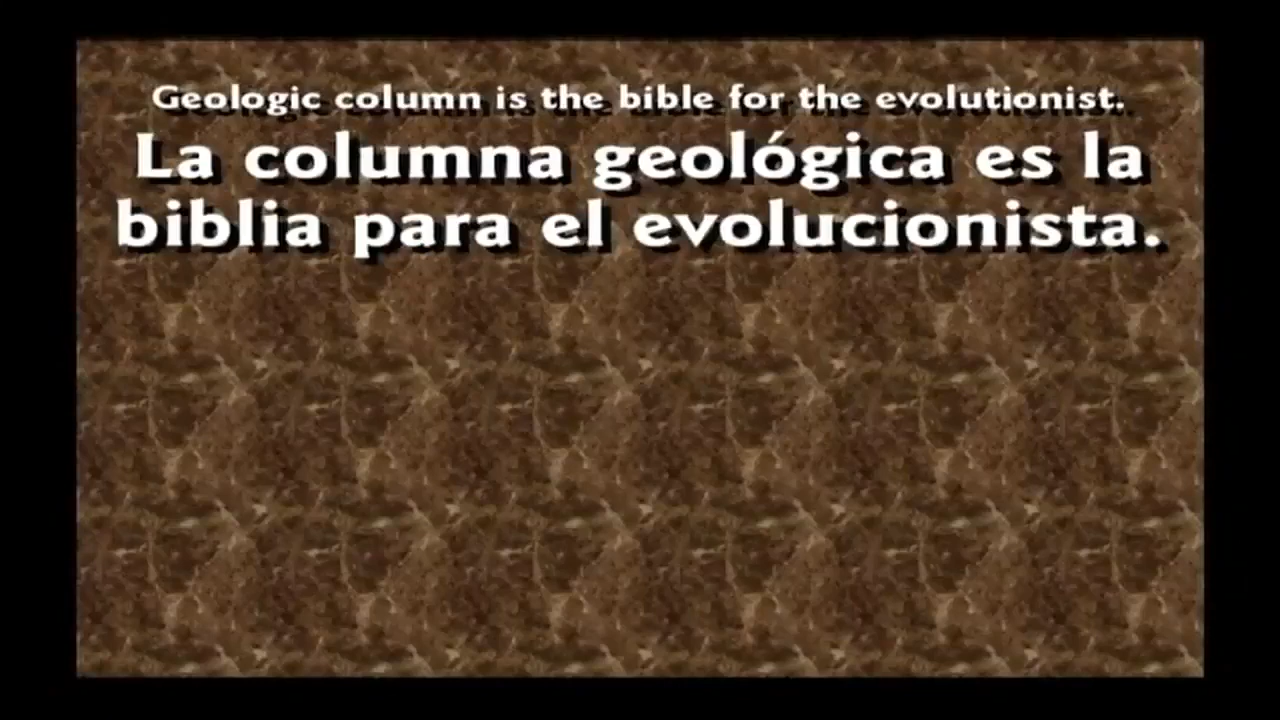 Geologic column is the bible for the evolutionist.
La columna geológica es la
biblia para el evolucionista.